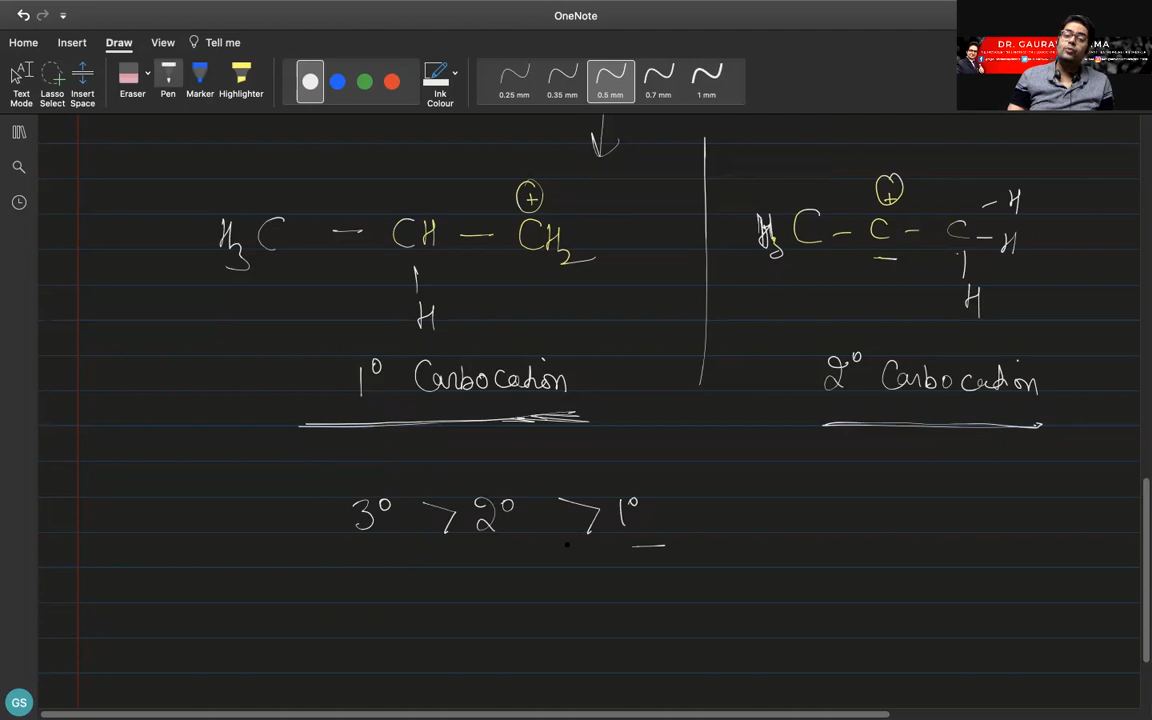 OneNote
Home Insert Draw View Tell me
Text Mode Lasso Select Insert Space Eraser Pen Marker Highlighter Ink Colour 0.25 mm 0.35 mm 0.5 mm 0.7 mm 1 mm
DR. GAURAV
H₃C — CH — CH₂ ⊕
H
H₃C — C — C — H ⊕
— H
H
1° Carbocation
2° Carbocation
3° > 2° > 1°
GS